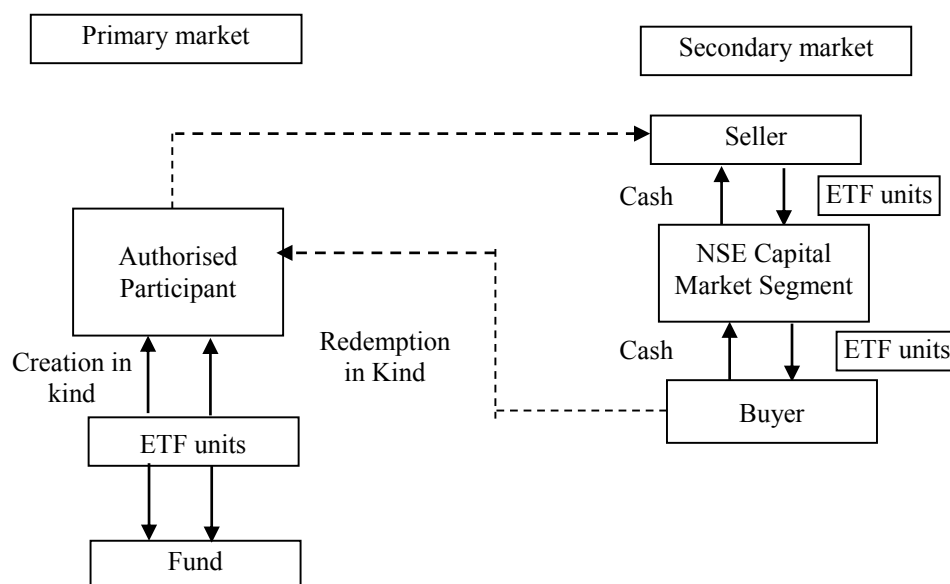 Primary market
Secondary market
Seller
Cash
ETF units
Authorised
Participant
NSE Capital
Market Segment
Redemption
in Kind
Cash
ETF units
Creation in
kind
Buyer
ETF units
Fund